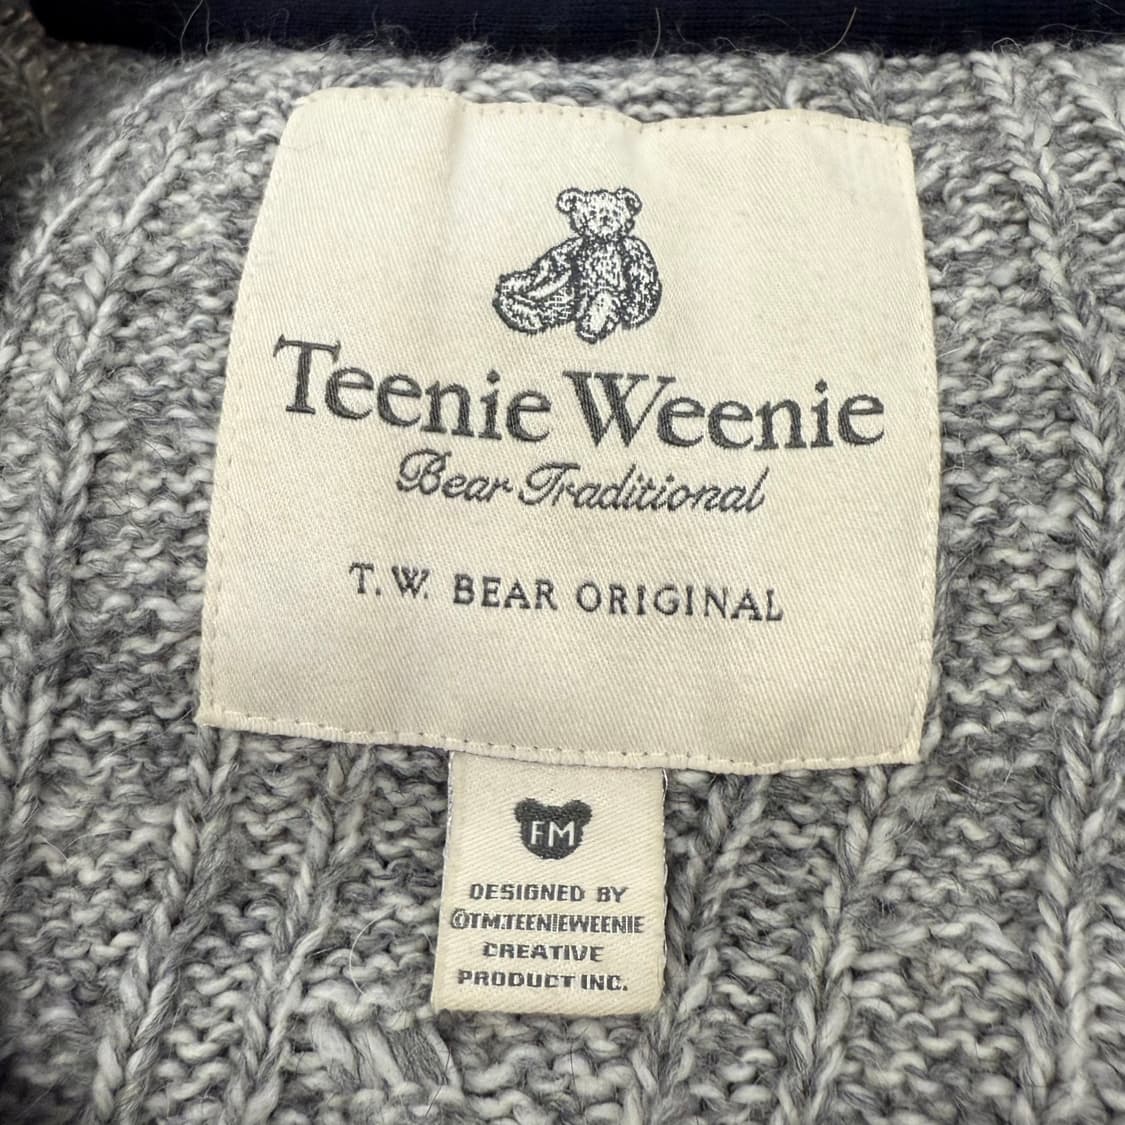 Teenie Weenie
Bear Traditional
T. W. BEAR ORIGINAL
FM
DESIGNED BY
©TM.TEENIEWEENIE
CREATIVE
PRODUCT INC.